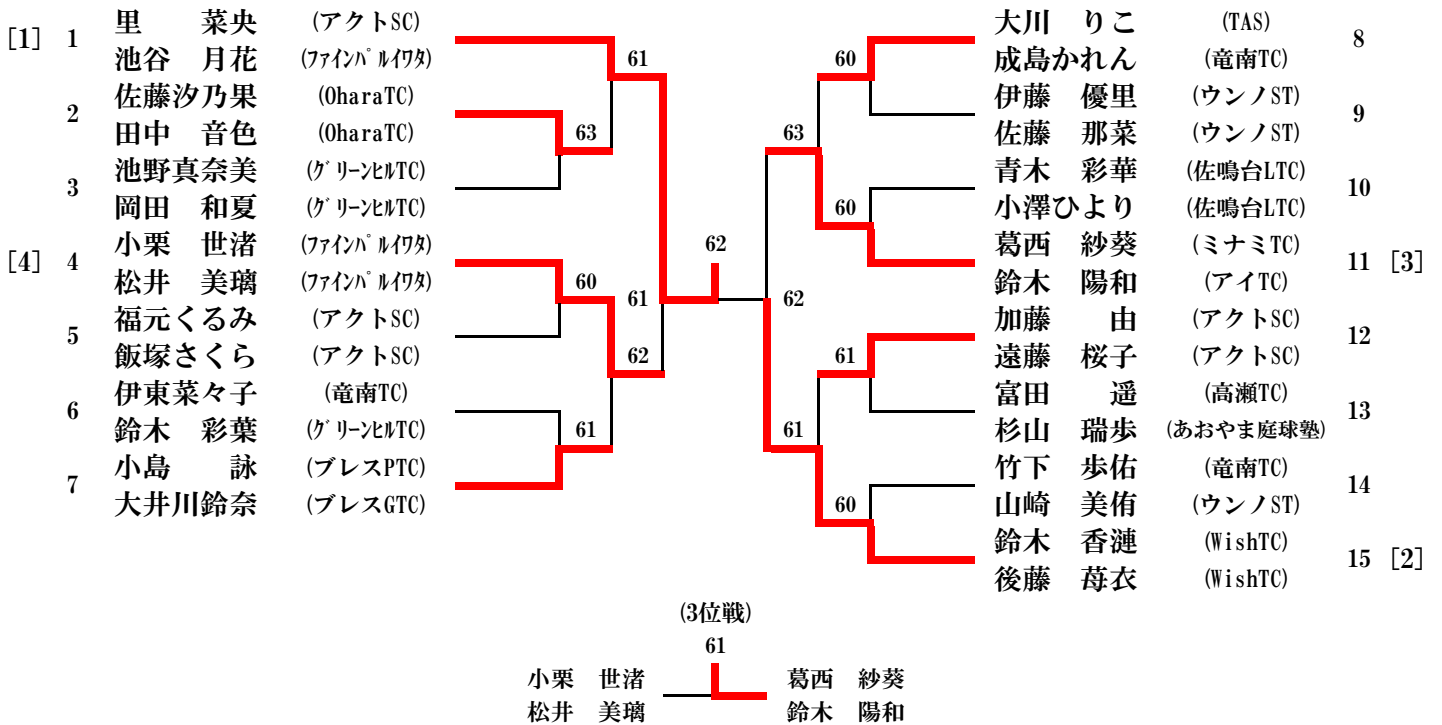 [1] 1 里 菜央 (アクトSC)
池谷 月花 (ﾌｧｲﾝﾊﾟﾙｲﾜﾀ)
2 佐藤汐乃果 (OharaTC)
田中 音色 (OharaTC)
3 池野真奈美 (ｸﾞﾘｰﾝﾋﾙTC)
岡田 和夏 (ｸﾞﾘｰﾝﾋﾙTC)
[4] 4 小栗 世渚 (ﾌｧｲﾝﾊﾟﾙｲﾜﾀ)
松井 美璃 (ﾌｧｲﾝﾊﾟﾙｲﾜﾀ)
5 福元くるみ (アクトSC)
飯塚さくら (アクトSC)
6 伊東菜々子 (竜南TC)
鈴木 彩葉 (ｸﾞﾘｰﾝﾋﾙTC)
7 小島 詠 (ブレスPTC)
大井川鈴奈 (ブレスGTC)
61
63
60
61
62
61
62
60
63
60
62
61
61
60
大川 りこ (TAS) 8
成島かれん (竜南TC)
伊藤 優里 (ウンノST) 9
佐藤 那菜 (ウンノST)
青木 彩華 (佐鳴台LTC) 10
小澤ひより (佐鳴台LTC)
葛西 紗葵 (ミナミTC) 11 [3]
鈴木 陽和 (アイTC)
加藤 由 (アクトSC) 12
遠藤 桜子 (アクトSC)
富田 遥 (高瀬TC) 13
杉山 瑞歩 (あおやま庭球塾)
竹下 歩佑 (竜南TC) 14
山崎 美侑 (ウンノST)
鈴木 香漣 (WishTC) 15 [2]
後藤 苺衣 (WishTC)
(3位戦)
61
小栗 世渚 葛西 紗葵
松井 美璃 鈴木 陽和